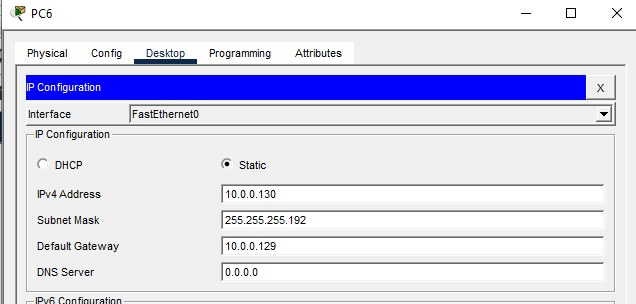 PC6
Physical Config Desktop Programming Attributes
IP Configuration X
Interface FastEthernet0
IP Configuration
DHCP Static
IPv4 Address 10.0.0.130
Subnet Mask 255.255.255.192
Default Gateway 10.0.0.129
DNS Server 0.0.0.0
IPv6 Configuration